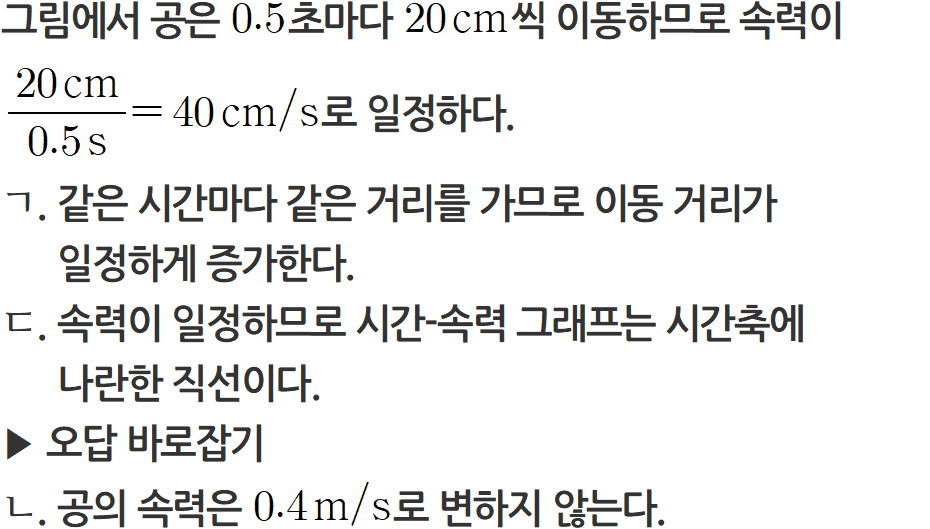 그림에서 공은 0.5초마다 20 cm씩 이동하므로 속력이
20 cm/0.5 s = 40 cm/s로 일정하다.
ㄱ. 같은 시간마다 같은 거리를 가므로 이동 거리가
일정하게 증가한다.
ㄷ. 속력이 일정하므로 시간-속력 그래프는 시간축에
나란한 직선이다.
▶ 오답 바로잡기
ㄴ. 공의 속력은 0.4 m/s로 변하지 않는다.